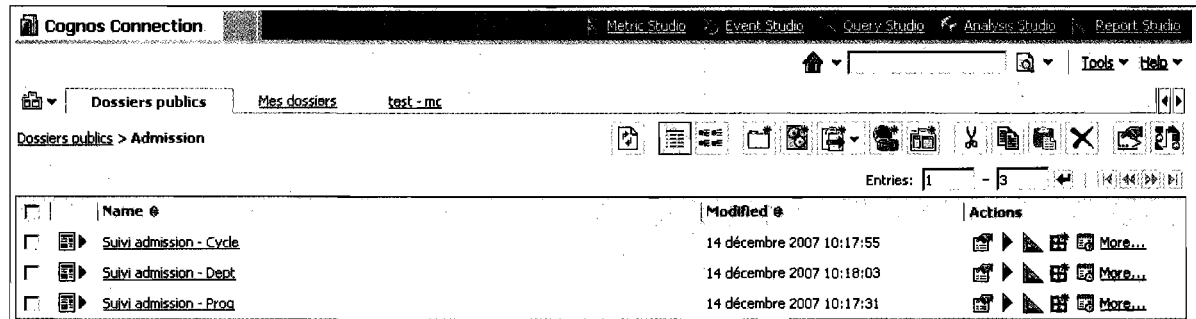 Cognos Connection Metric Studio Event Studio Query Studio Analysis Studio Report Studio
Tools Help
Dossiers publics Mes dossiers test - mc
Dossiers publics > Admission
Entries: 1 - 3
Name Modified Actions
Suivi admission - Cycle 14 décembre 2007 10:17:55 More...
Suivi admission - Dept 14 décembre 2007 10:18:03 More...
Suivi admission - Prog 14 décembre 2007 10:17:31 More...